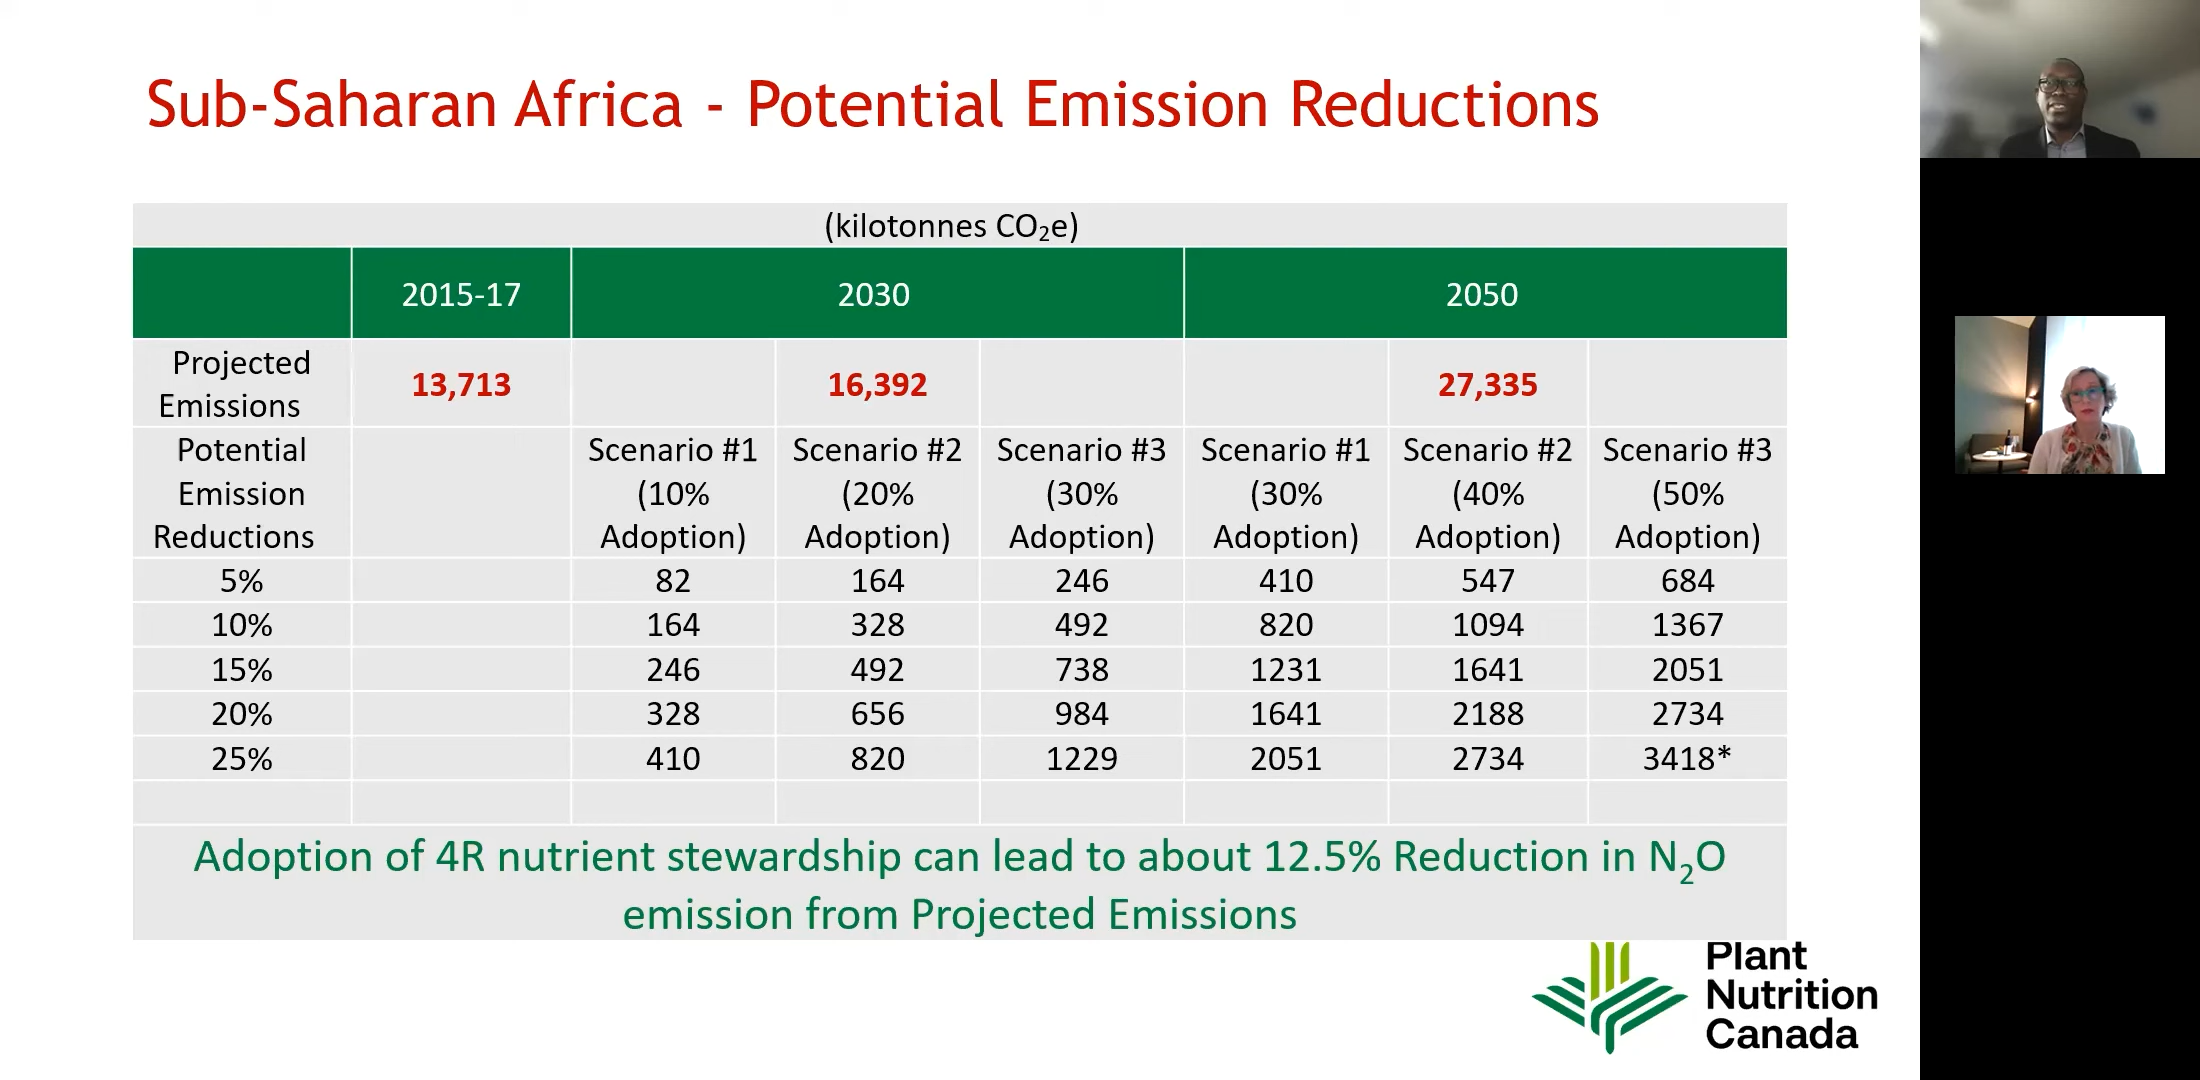 Sub-Saharan Africa - Potential Emission Reductions
(kilotonnes CO₂e)
2015-17 2030 2050
Projected Emissions 13,713 16,392 27,335
Potential Emission Reductions Scenario #1 (10% Adoption) Scenario #2 (20% Adoption) Scenario #3 (30% Adoption) Scenario #1 (30% Adoption) Scenario #2 (40% Adoption) Scenario #3 (50% Adoption)
5% 82 164 246 410 547 684
10% 164 328 492 820 1094 1367
15% 246 492 738 1231 1641 2051
20% 328 656 984 1641 2188 2734
25% 410 820 1229 2051 2734 3418*
Adoption of 4R nutrient stewardship can lead to about 12.5% Reduction in N₂O
emission from Projected Emissions
Plant
Nutrition
Canada